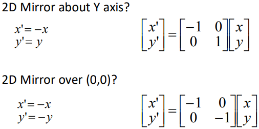 2D Mirror about Y axis?
x'= -x
y'= y
[x' y'] = [-1 0 0 1][x y]
2D Mirror over (0,0)?
x'= -x
y'= -y
[x' y'] = [-1 0 0 -1][x y]